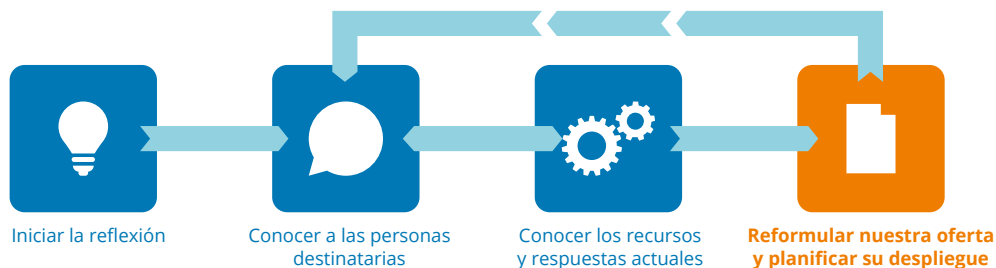 Iniciar la reflexión
Conocer a las personas
destinatarias
Conocer los recursos
y respuestas actuales
Reformular nuestra oferta
y planificar su despliegue